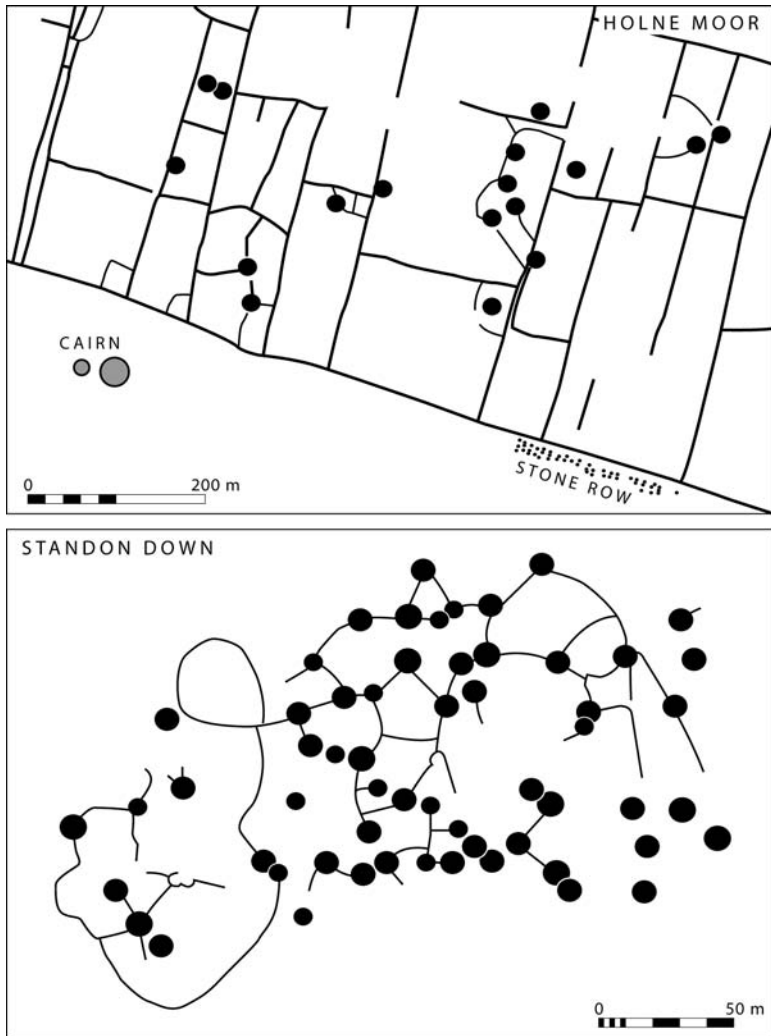 HOLNE MOOR
CAIRN
0 200 m
STONE ROW
STANDON DOWN
0 50 m